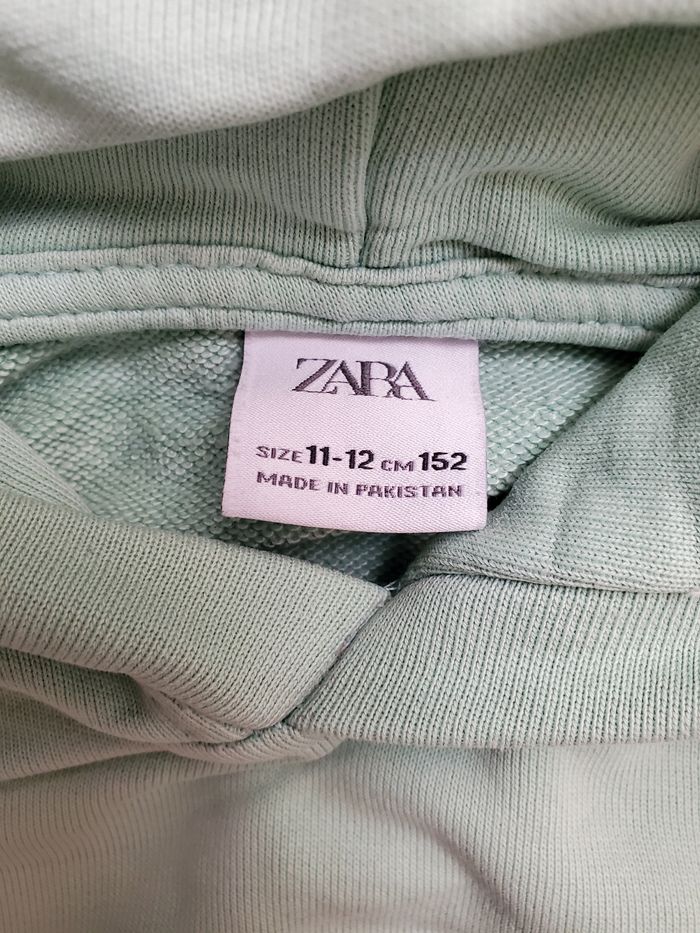 ZARA
SIZE 11-12 CM 152
MADE IN PAKISTAN